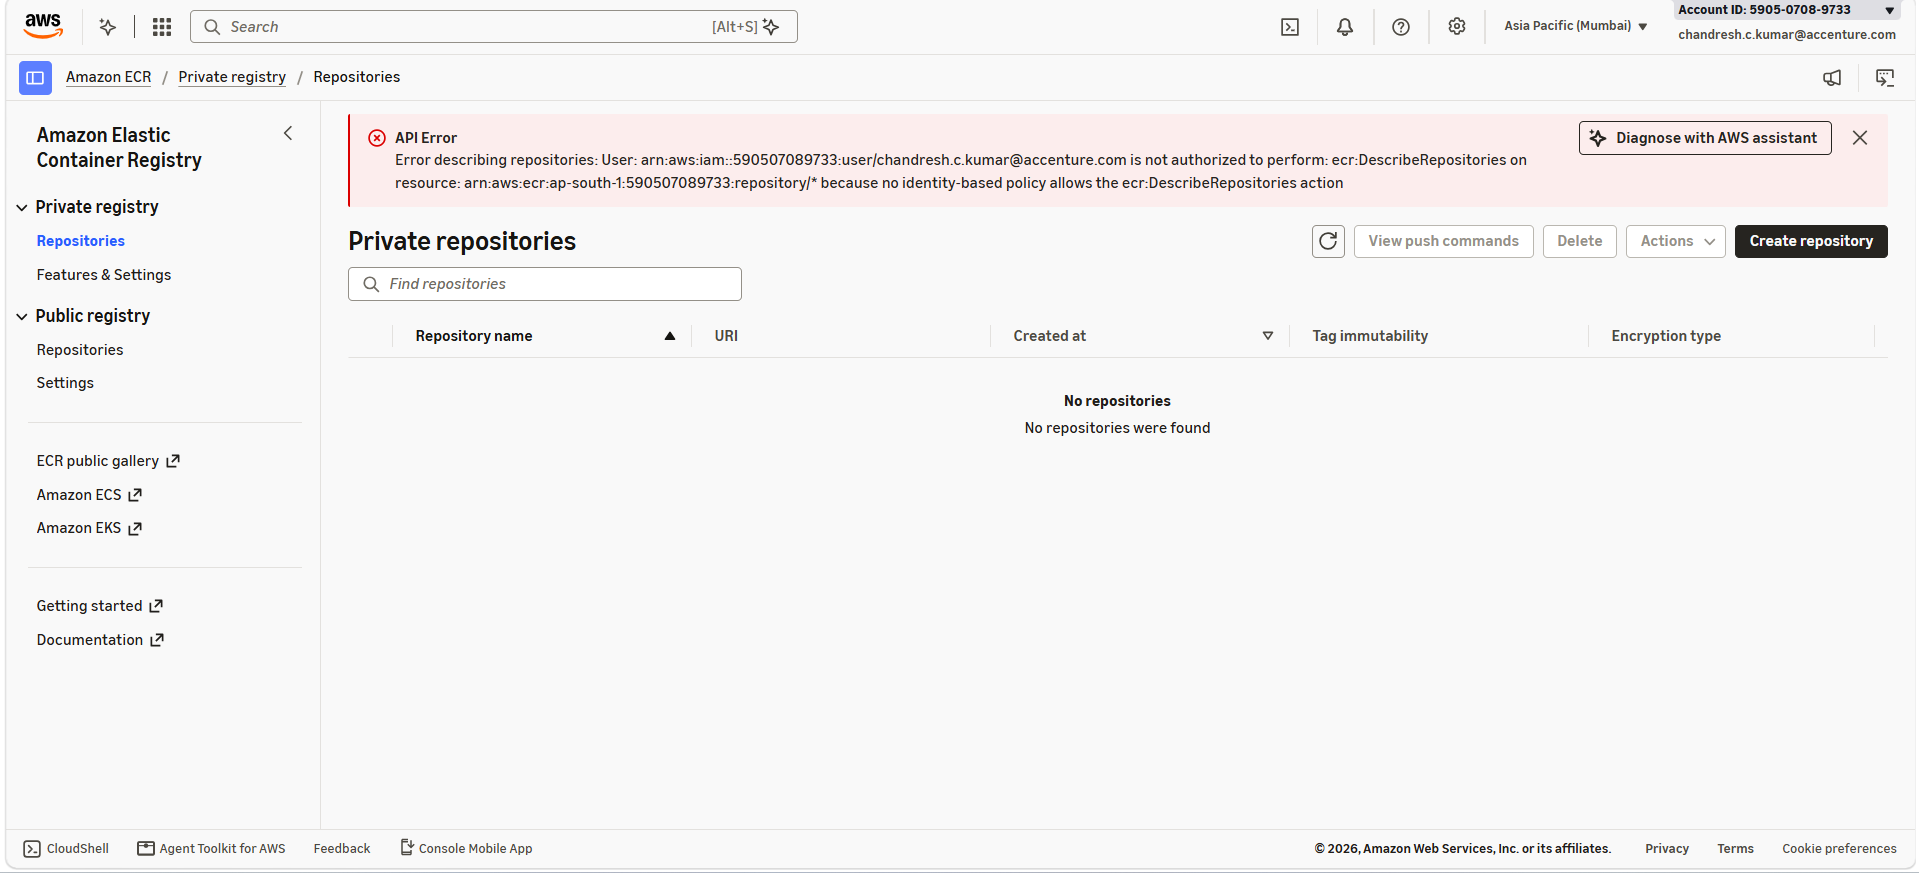 aws
Search [Alt+S]
Asia Pacific (Mumbai)
Account ID: 5905-0708-9733
chandresh.c.kumar@accenture.com
Amazon ECR / Private registry / Repositories
Amazon Elastic
Container Registry
Private registry
Repositories
Features & Settings
Public registry
Repositories
Settings
ECR public gallery
Amazon ECS
Amazon EKS
Getting started
Documentation
API Error
Error describing repositories: User: arn:aws:iam::590507089733:user/chandresh.c.kumar@accenture.com is not authorized to perform: ecr:DescribeRepositories on
resource: arn:aws:ecr:ap-south-1:590507089733:repository/* because no identity-based policy allows the ecr:DescribeRepositories action
Diagnose with AWS assistant
Private repositories
View push commands
Delete
Actions
Create repository
Find repositories
Repository name URI Created at Tag immutability Encryption type
No repositories
No repositories were found
CloudShell Agent Toolkit for AWS Feedback Console Mobile App
© 2026, Amazon Web Services, Inc. or its affiliates. Privacy Terms Cookie preferences